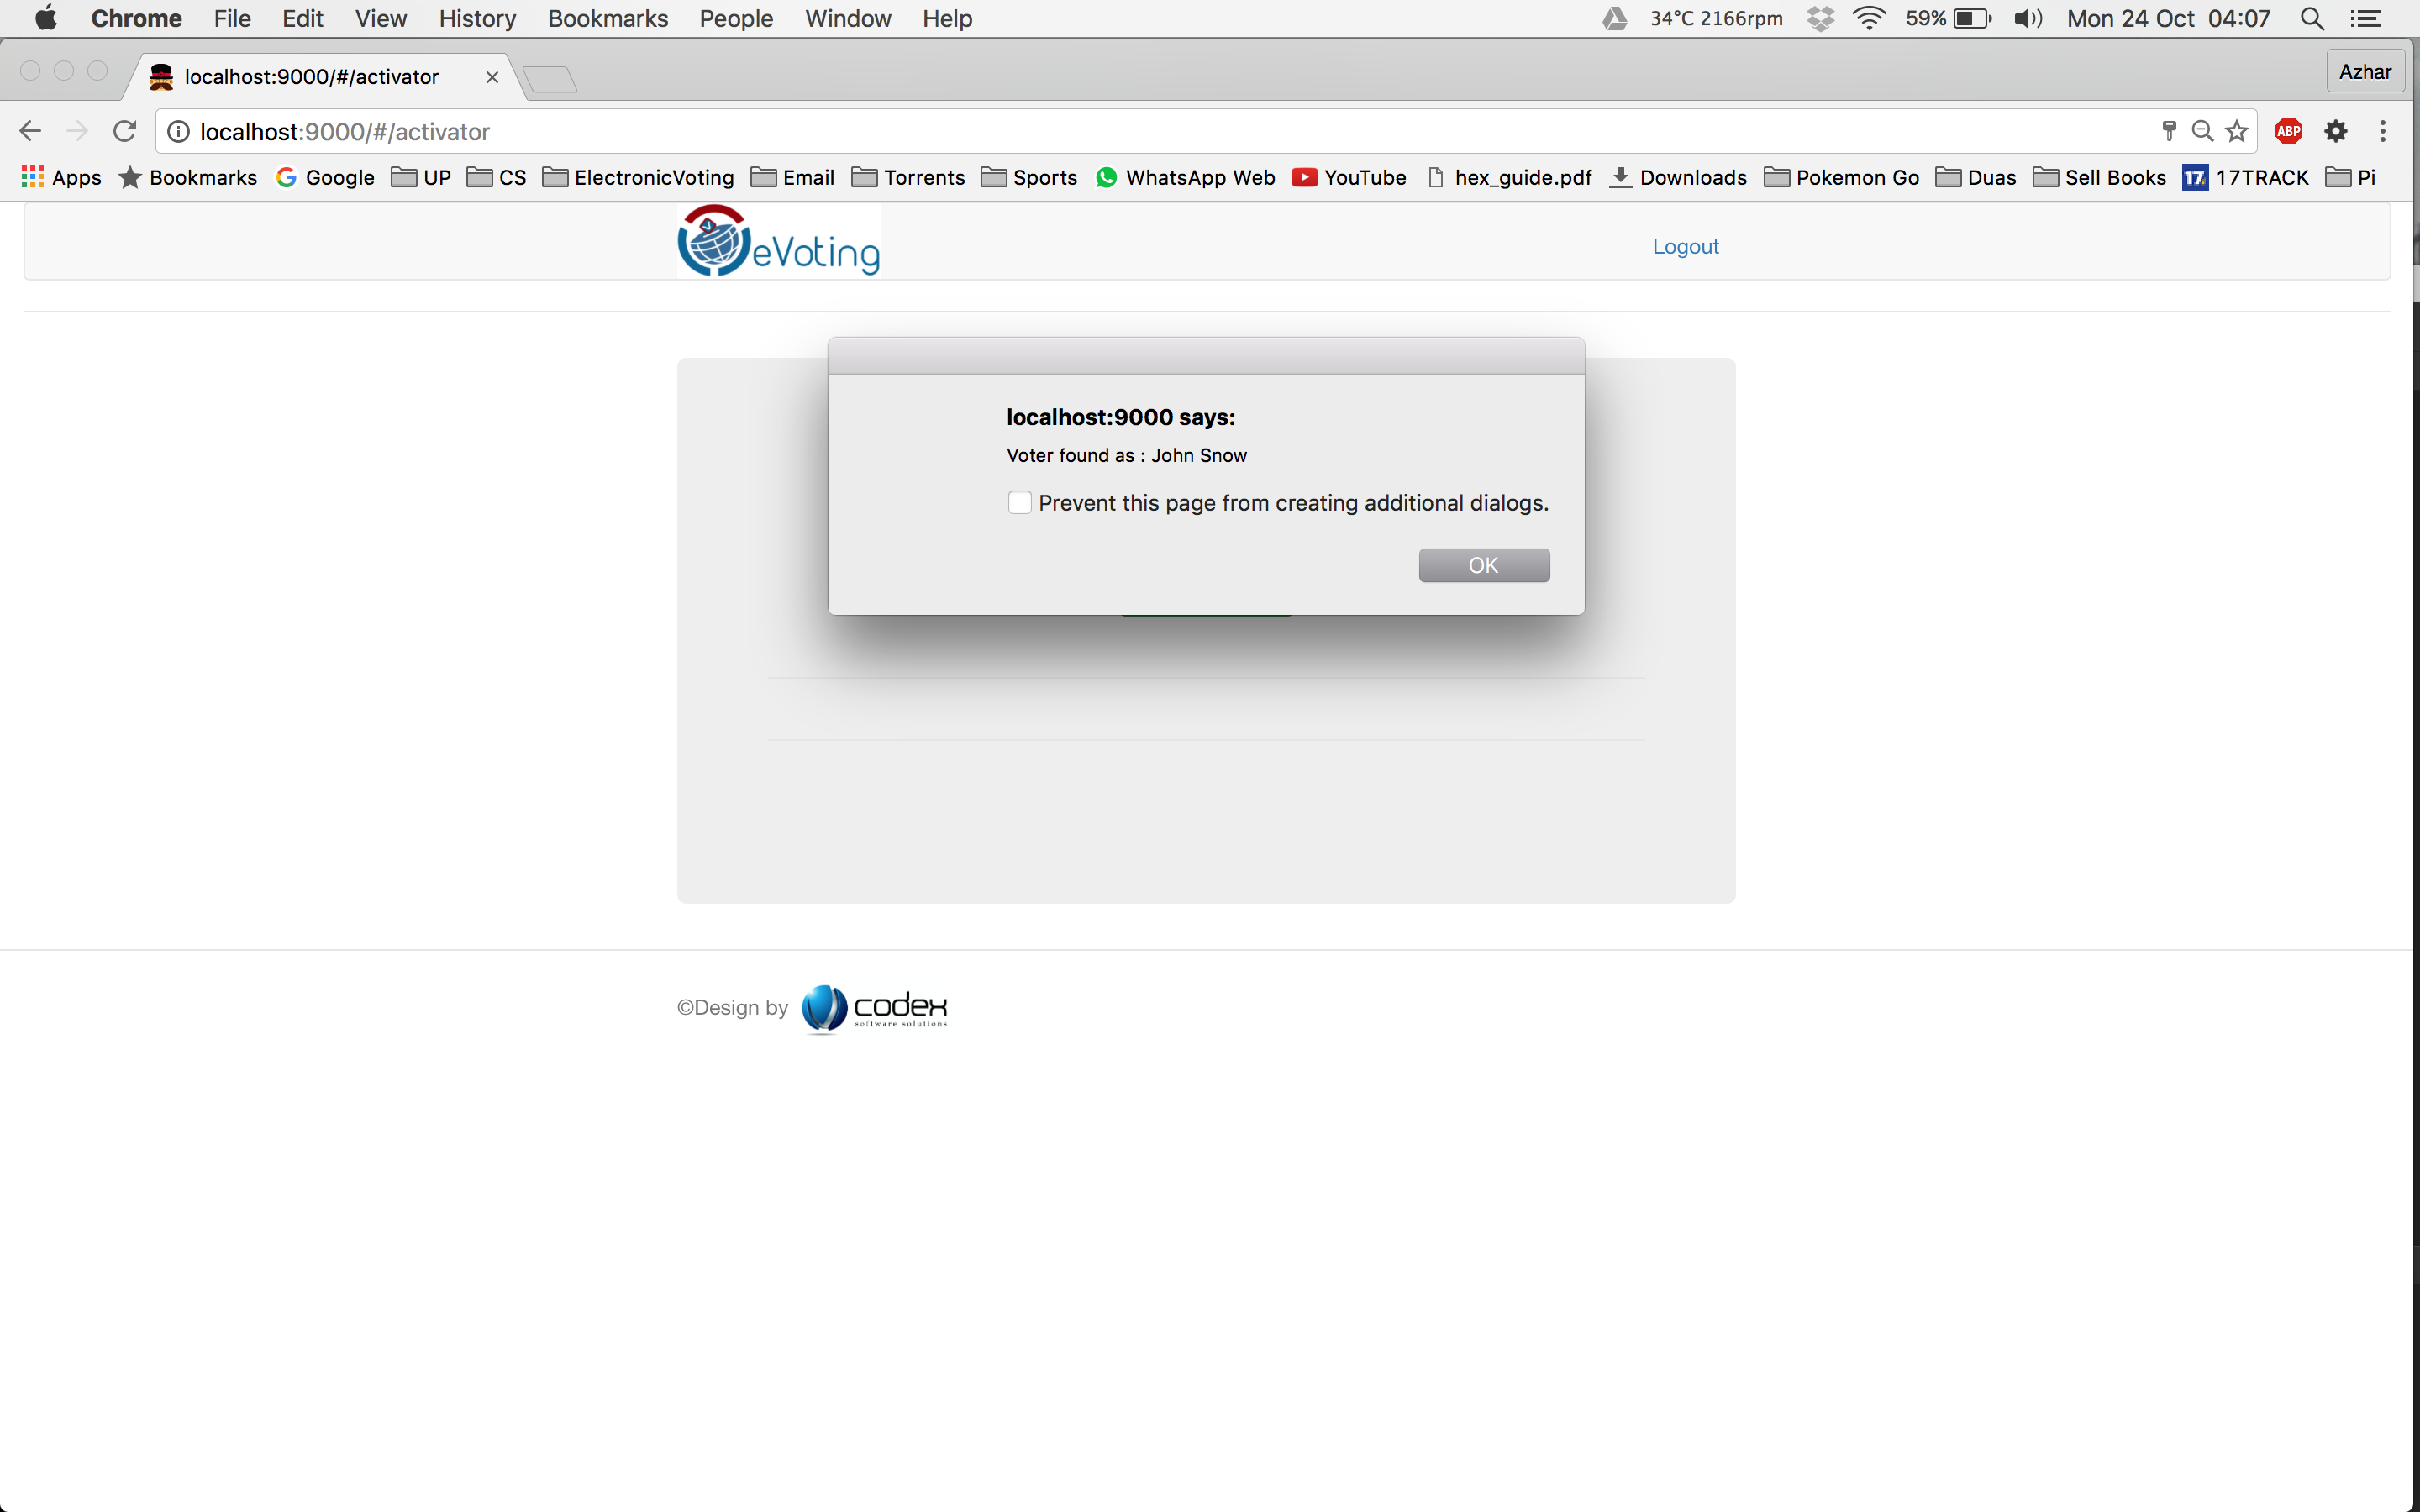 Chrome File Edit View History Bookmarks People Window Help 34°C 2166rpm 59% Mon 24 Oct 04:07
localhost:9000/#/activator Azhar
localhost:9000/#/activator ABP
Apps Bookmarks Google UP CS ElectronicVoting Email Torrents Sports WhatsApp Web YouTube hex_guide.pdf Downloads Pokemon Go Duas Sell Books 17 17TRACK Pi
eVoting Logout
localhost:9000 says:
Voter found as : John Snow
Prevent this page from creating additional dialogs.
OK
©Design by codex
software solutions